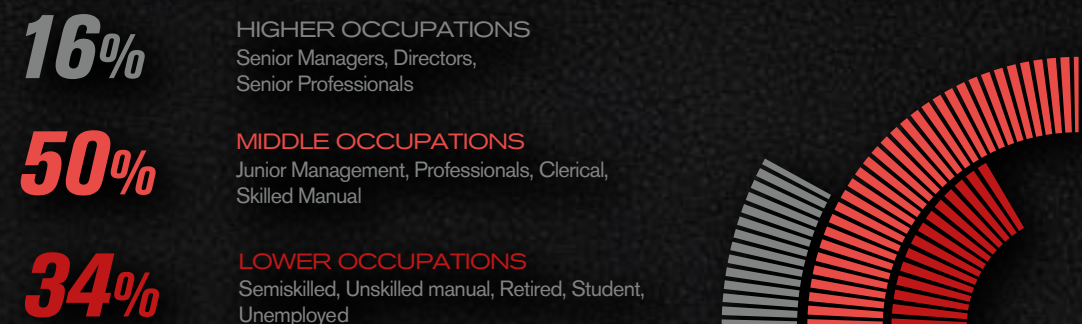 16%
HIGHER OCCUPATIONS
Senior Managers, Directors,
Senior Professionals
50%
MIDDLE OCCUPATIONS
Junior Management, Professionals, Clerical,
Skilled Manual
34%
LOWER OCCUPATIONS
Semiskilled, Unskilled manual, Retired, Student,
Unemployed